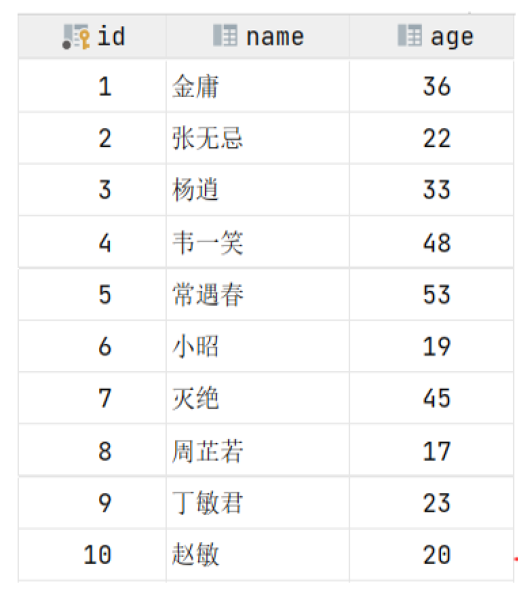 id name age
1 金庸 36
2 张无忌 22
3 杨逍 33
4 韦一笑 48
5 常遇春 53
6 小昭 19
7 灭绝 45
8 周芷若 17
9 丁敏君 23
10 赵敏 20